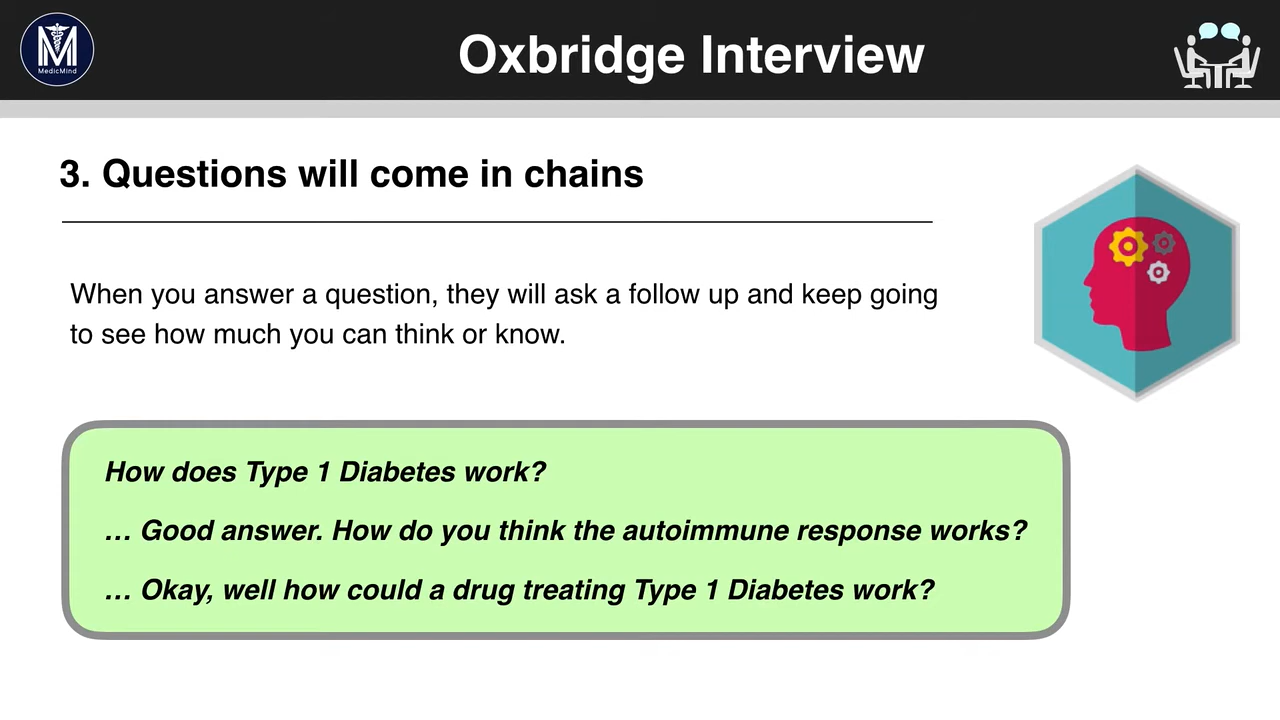 MedicMind
Oxbridge Interview
3. Questions will come in chains
When you answer a question, they will ask a follow up and keep going
to see how much you can think or know.
How does Type 1 Diabetes work?
… Good answer. How do you think the autoimmune response works?
… Okay, well how could a drug treating Type 1 Diabetes work?